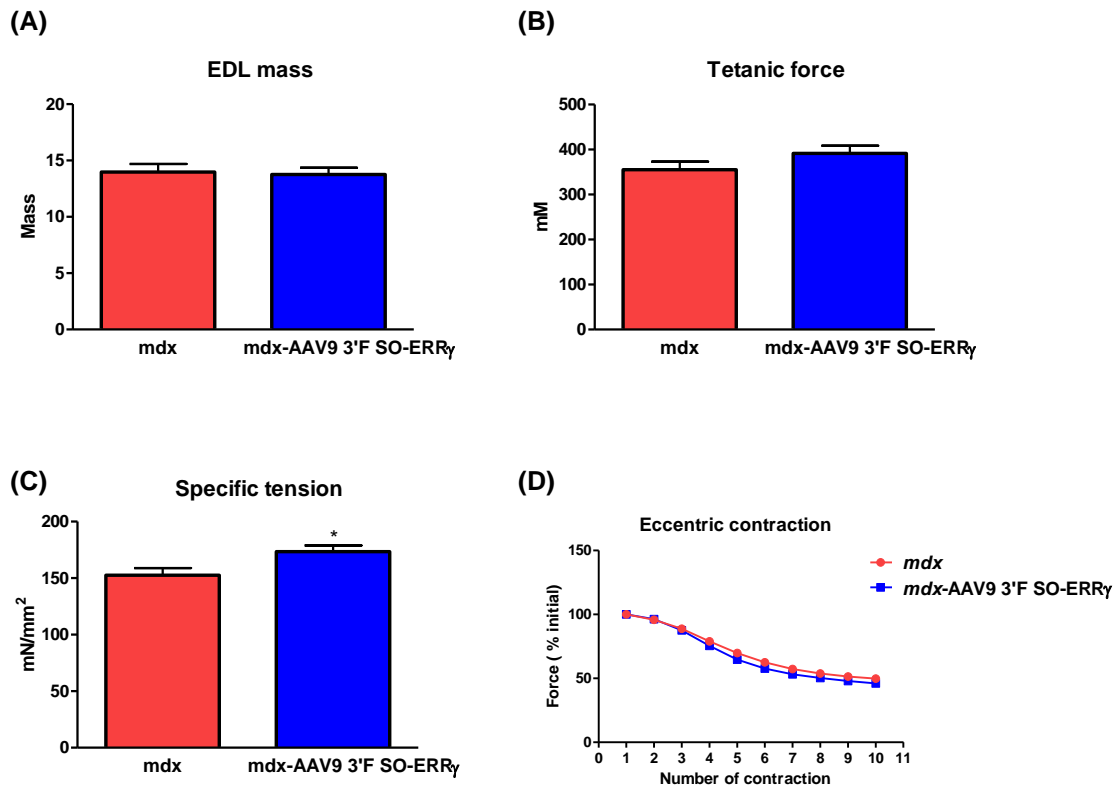 (A)
EDL mass
20
15
10
5
0
Mass
mdx
mdx-AAV9 3'F SO-ERRγ
(B)
Tetanic force
500
400
300
200
100
0
mM
mdx
mdx-AAV9 3'F SO-ERRγ
(C)
Specific tension
200
150
100
50
0
mN/mm²
*
mdx
mdx-AAV9 3'F SO-ERRγ
(D)
Eccentric contraction
150
100
50
0
Force ( % initial)
mdx
mdx-AAV9 3'F SO-ERRγ
0 1 2 3 4 5 6 7 8 9 10 11
Number of contraction